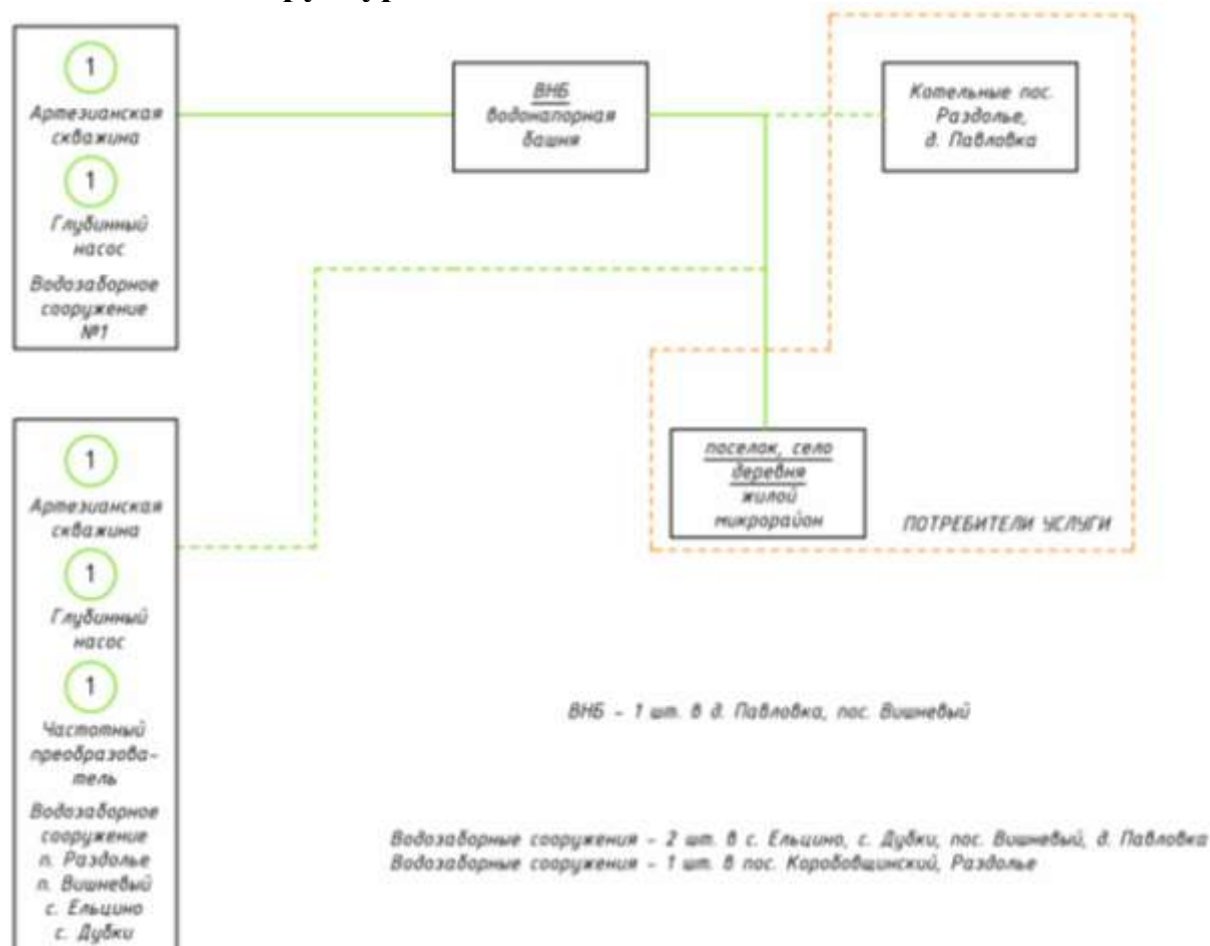 1
Артезианская
скважина
1
Глубинный
насос
Водозаборное
сооружение
№1
ВНБ
водонапорная
башня
Котельные пос.
Раздолье,
д. Павловка
1
Артезианская
скважина
1
Глубинный
насос
1
Частотный
преобразова-
тель
Водозаборное
сооружение
п. Раздолье
п. Вишневый
с. Ельцино
с. Дубки
поселок, село
деревня
жилой
микрорайон
ПОТРЕБИТЕЛИ УСЛУГИ
ВНБ - 1 шт. в д. Павловка, пос. Вишневый
Водозаборные сооружения - 2 шт. в с. Ельцино, с. Дубки, пос. Вишневый, д. Павловка
Водозаборные сооружения - 1 шт. в пос. Коробовщинский, Раздолье